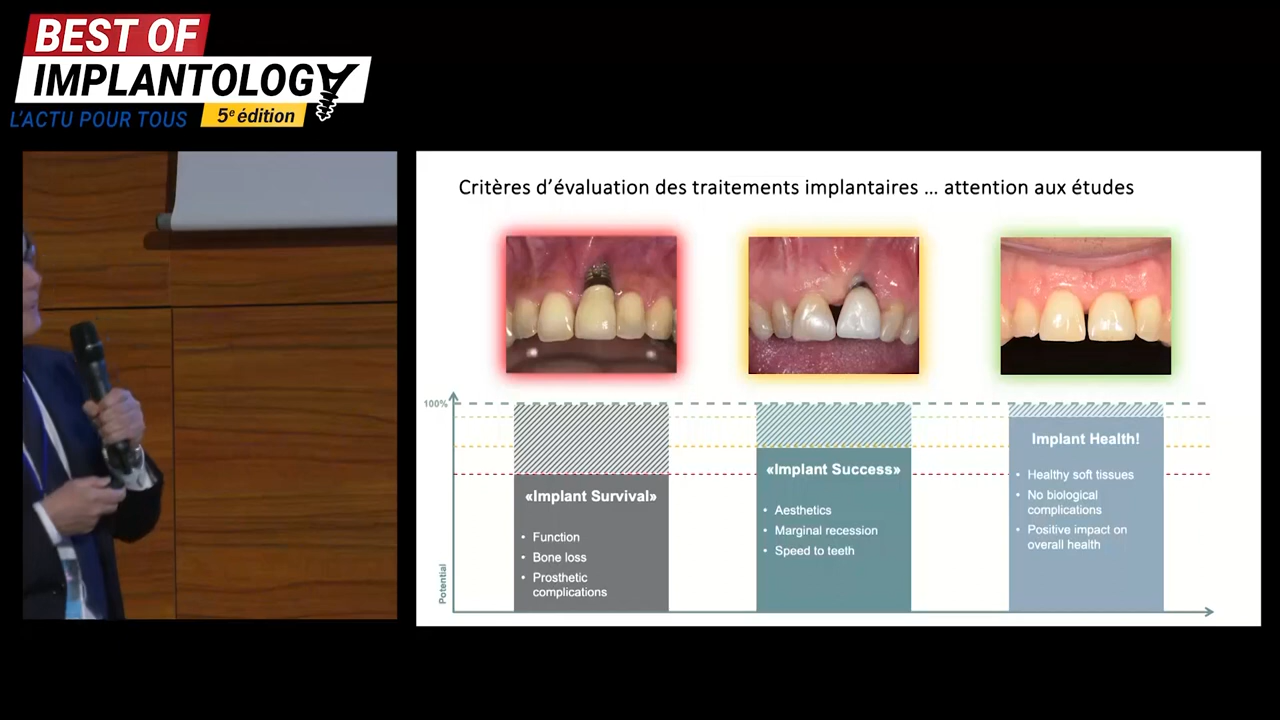 BEST OF
IMPLANTOLOGY
L'ACTU POUR TOUS
5e édition
Critères d'évaluation des traitements implantaires … attention aux études
100%
Potential
«Implant Survival»
• Function
• Bone loss
• Prosthetic
complications
«Implant Success»
• Aesthetics
• Marginal recession
• Speed to teeth
Implant Health!
• Healthy soft tissues
• No biological
complications
• Positive impact on
overall health